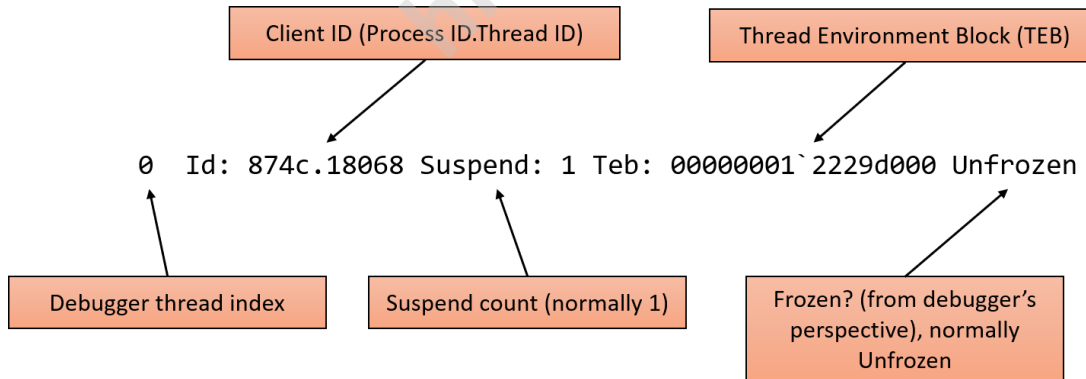 Client ID (Process ID.Thread ID)
Thread Environment Block (TEB)
0 Id: 874c.18068 Suspend: 1 Teb: 00000001`2229d000 Unfrozen
Debugger thread index
Suspend count (normally 1)
Frozen? (from debugger's
perspective), normally
Unfrozen